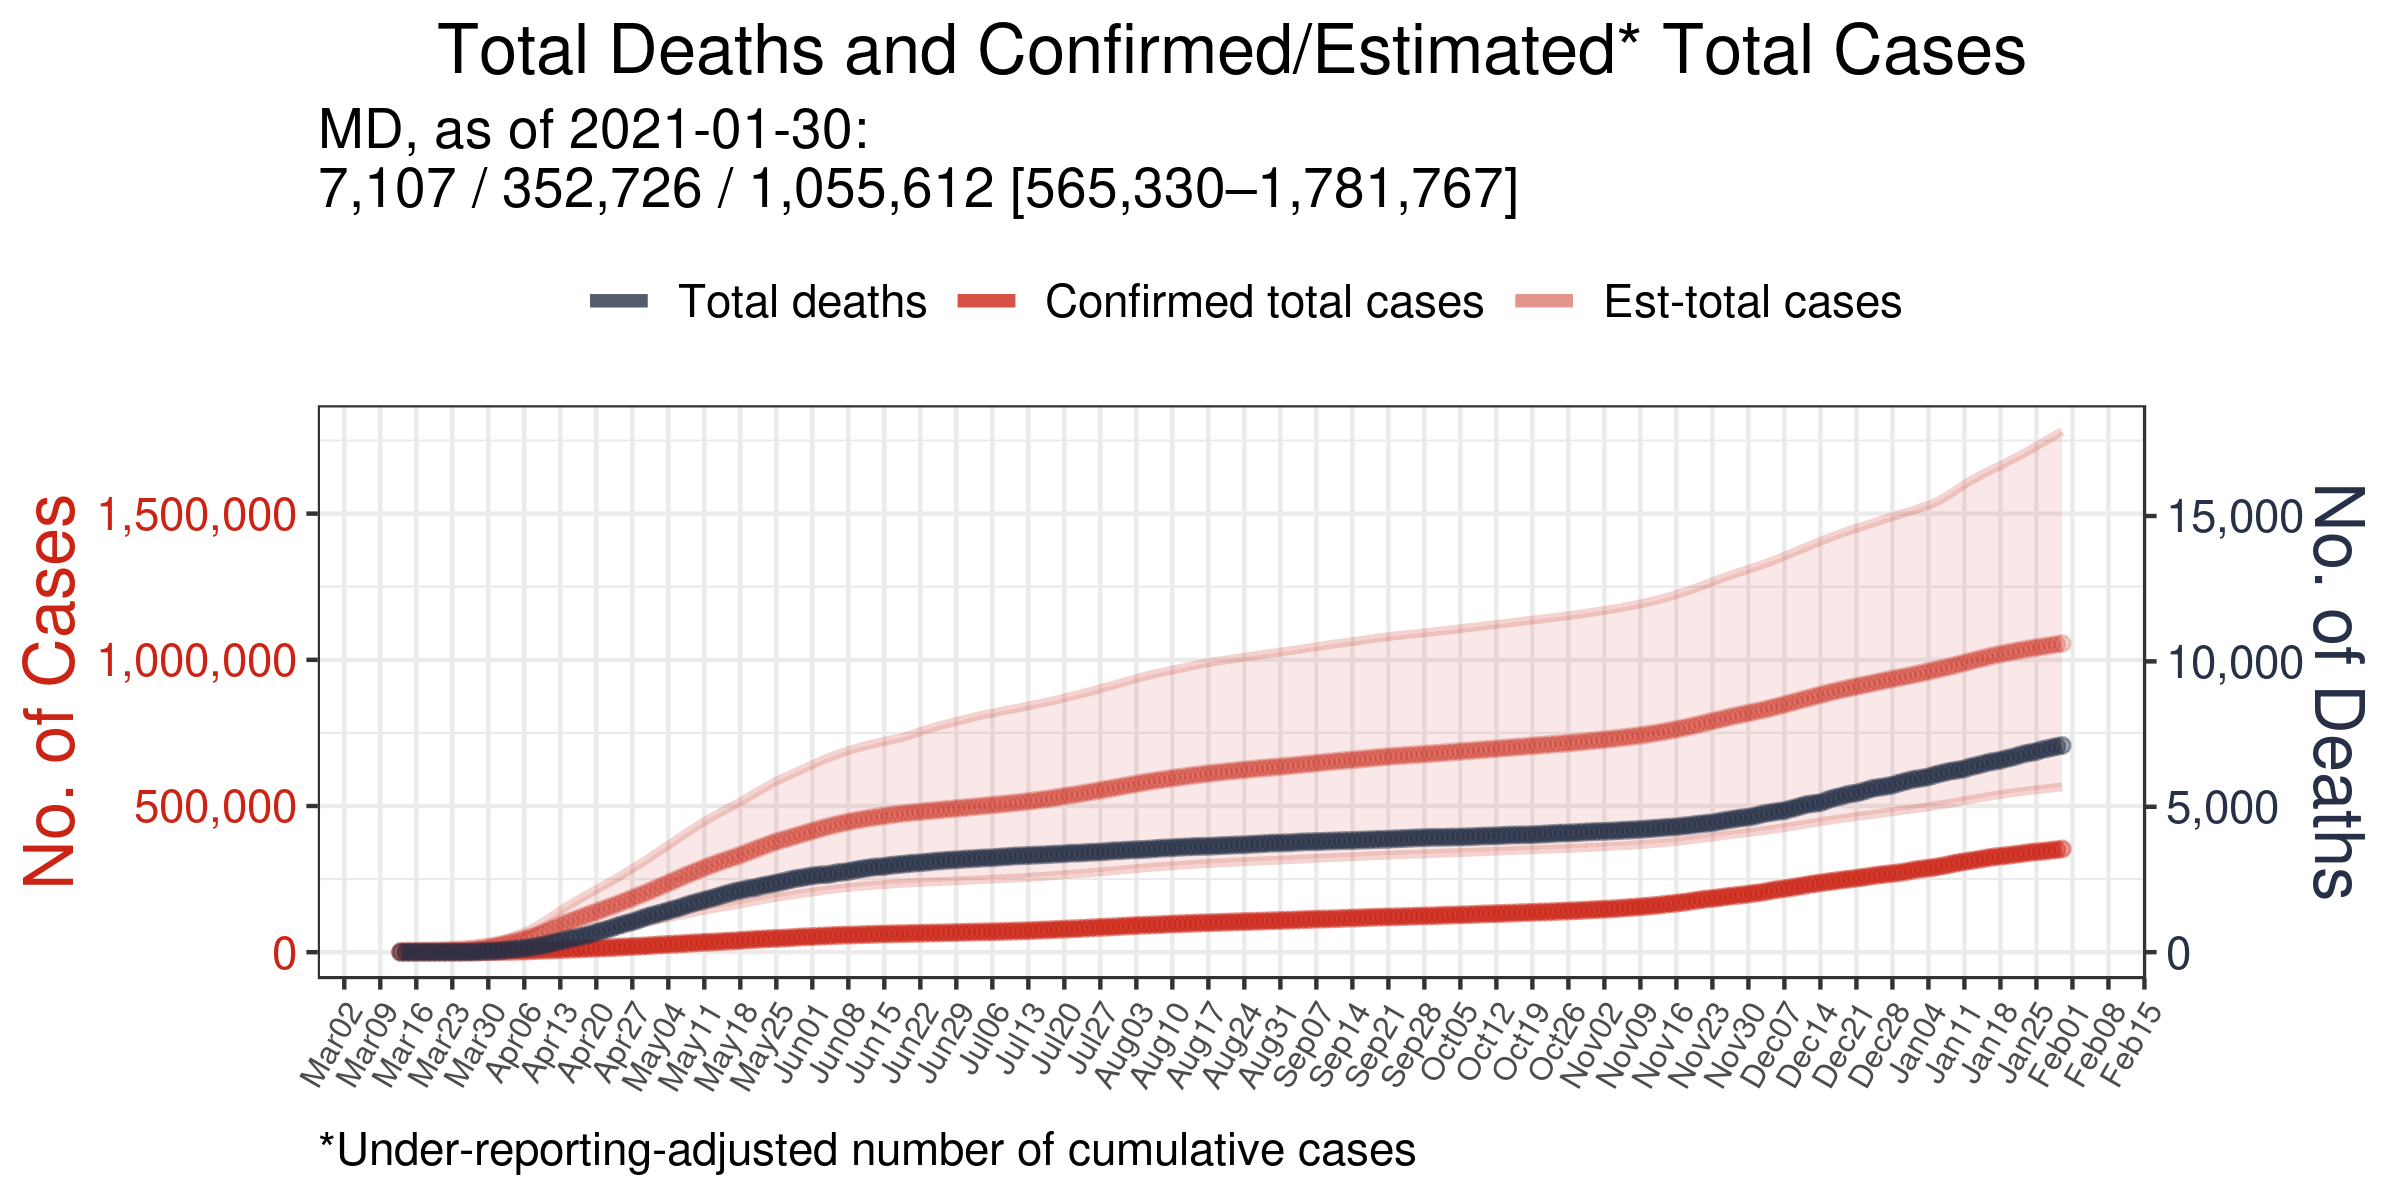 Total Deaths and Confirmed/Estimated* Total Cases
MD, as of 2021-01-30:
7,107 / 352,726 / 1,055,612 [565,330–1,781,767]
Total deaths
Confirmed total cases
Est-total cases
No. of Cases
1,500,000
1,000,000
500,000
0
15,000
10,000
5,000
0
No. of Deaths
Mar02
Mar09
Mar16
Mar23
Mar30
Apr06
Apr13
Apr20
Apr27
May04
May11
May18
May25
Jun01
Jun08
Jun15
Jun22
Jun29
Jul06
Jul13
Jul20
Jul27
Aug03
Aug10
Aug17
Aug24
Aug31
Sep07
Sep14
Sep21
Sep28
Oct05
Oct12
Oct19
Oct26
Nov02
Nov09
Nov16
Nov23
Nov30
Dec07
Dec14
Dec21
Dec28
Jan04
Jan11
Jan18
Jan25
Feb01
Feb08
Feb15
*Under-reporting-adjusted number of cumulative cases